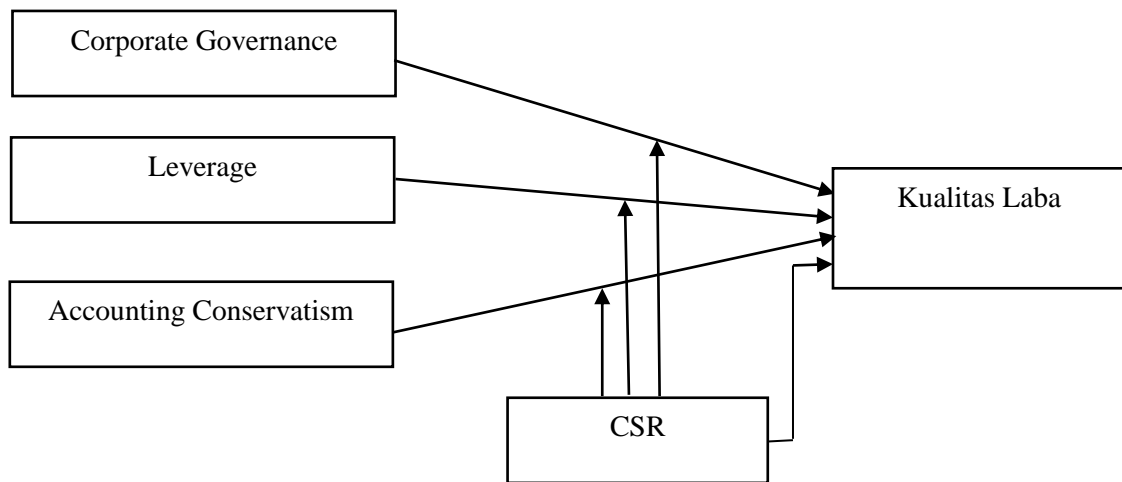 Corporate Governance
Leverage
Kualitas Laba
Accounting Conservatism
CSR